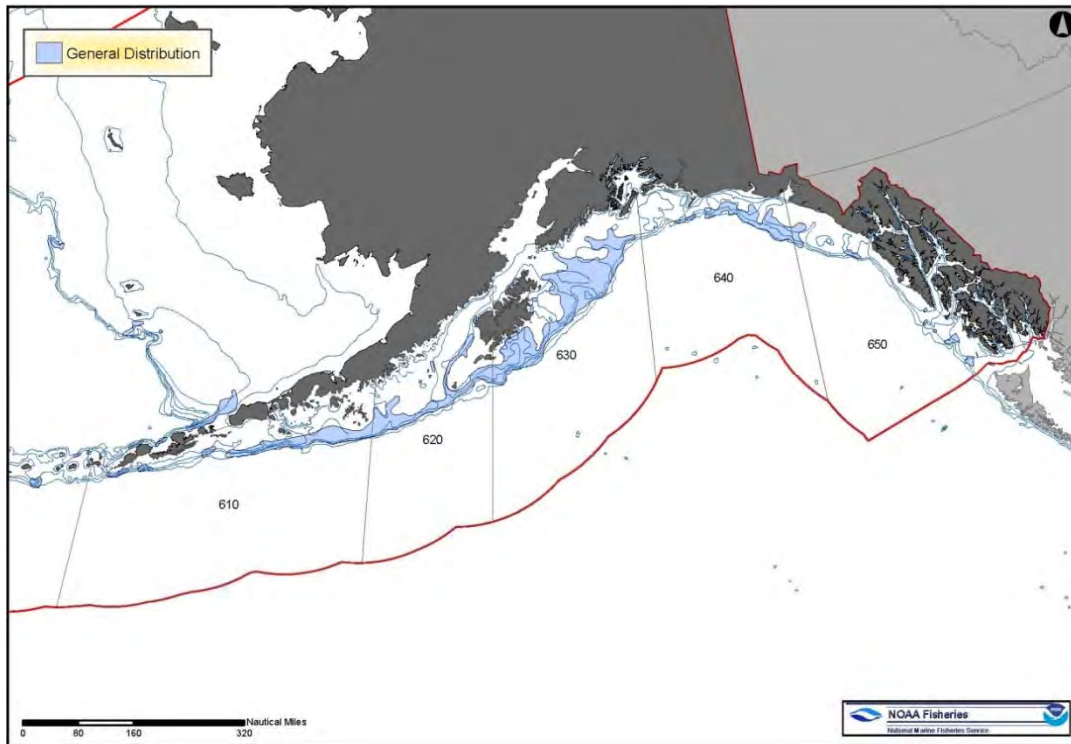 General Distribution
640
650
630
620
610
Nautical Miles
0 80 160 320
NOAA Fisheries
National Marine Fisheries Service